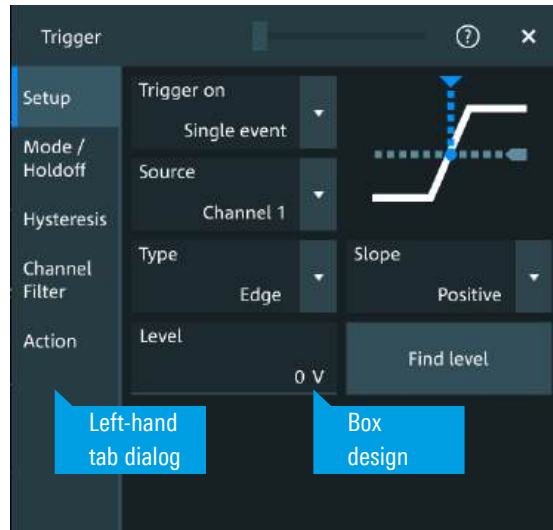 Trigger
?
×
Setup
Mode /
Holdoff
Hysteresis
Channel
Filter
Action
Trigger on
Single event
Source
Channel 1
Type
Edge
Slope
Positive
Level
0 V
Find level
Left-hand
tab dialog
Box
design